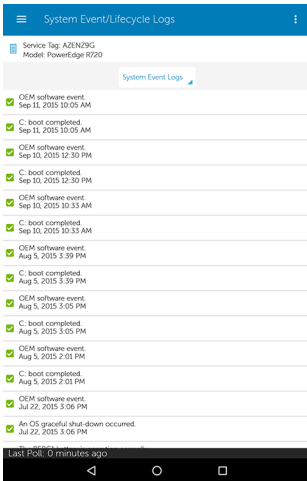 System Event/Lifecycle Logs
Service Tag: AZENZ9G
Model: PowerEdge R720
System Event Logs
OEM software event.
Sep 11, 2015 10:05 AM
C: boot completed.
Sep 11, 2015 10:05 AM
OEM software event.
Sep 10, 2015 12:30 PM
C: boot completed.
Sep 10, 2015 12:30 PM
OEM software event.
Sep 10, 2015 10:33 AM
C: boot completed.
Sep 10, 2015 10:33 AM
OEM software event.
Aug 5, 2015 3:39 PM
C: boot completed.
Aug 5, 2015 3:39 PM
OEM software event.
Aug 5, 2015 3:05 PM
C: boot completed.
Aug 5, 2015 3:05 PM
OEM software event.
Aug 5, 2015 2:01 PM
C: boot completed.
Aug 5, 2015 2:01 PM
OEM software event.
Jul 22, 2015 3:06 PM
An OS graceful shut-down occurred.
Jul 22, 2015 3:06 PM
Last Poll: 0 minutes ago